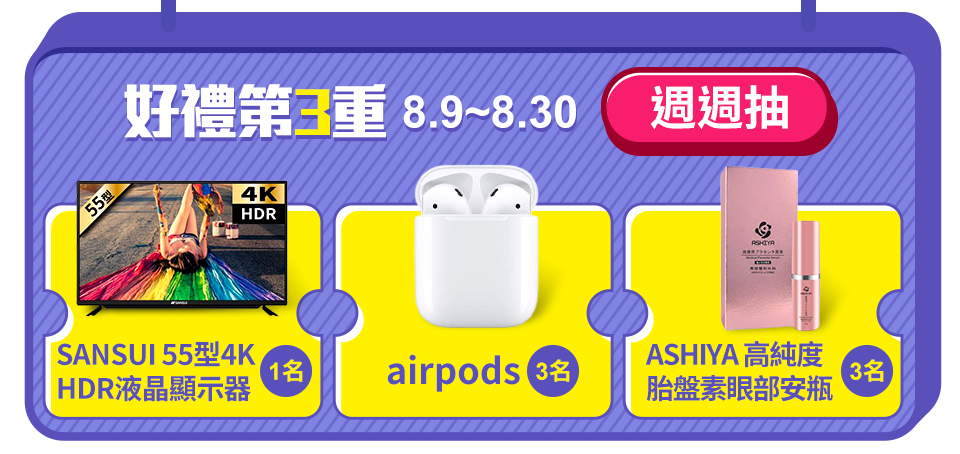 好禮第3重 8.9~8.30 週週抽
55型
4K
HDR
SANSUI
ASHIYA
ASHIYA
SANSUI 55型4K
HDR液晶顯示器
1名
airpods 3名
ASHIYA 高純度
胎盤素眼部安瓶
3名